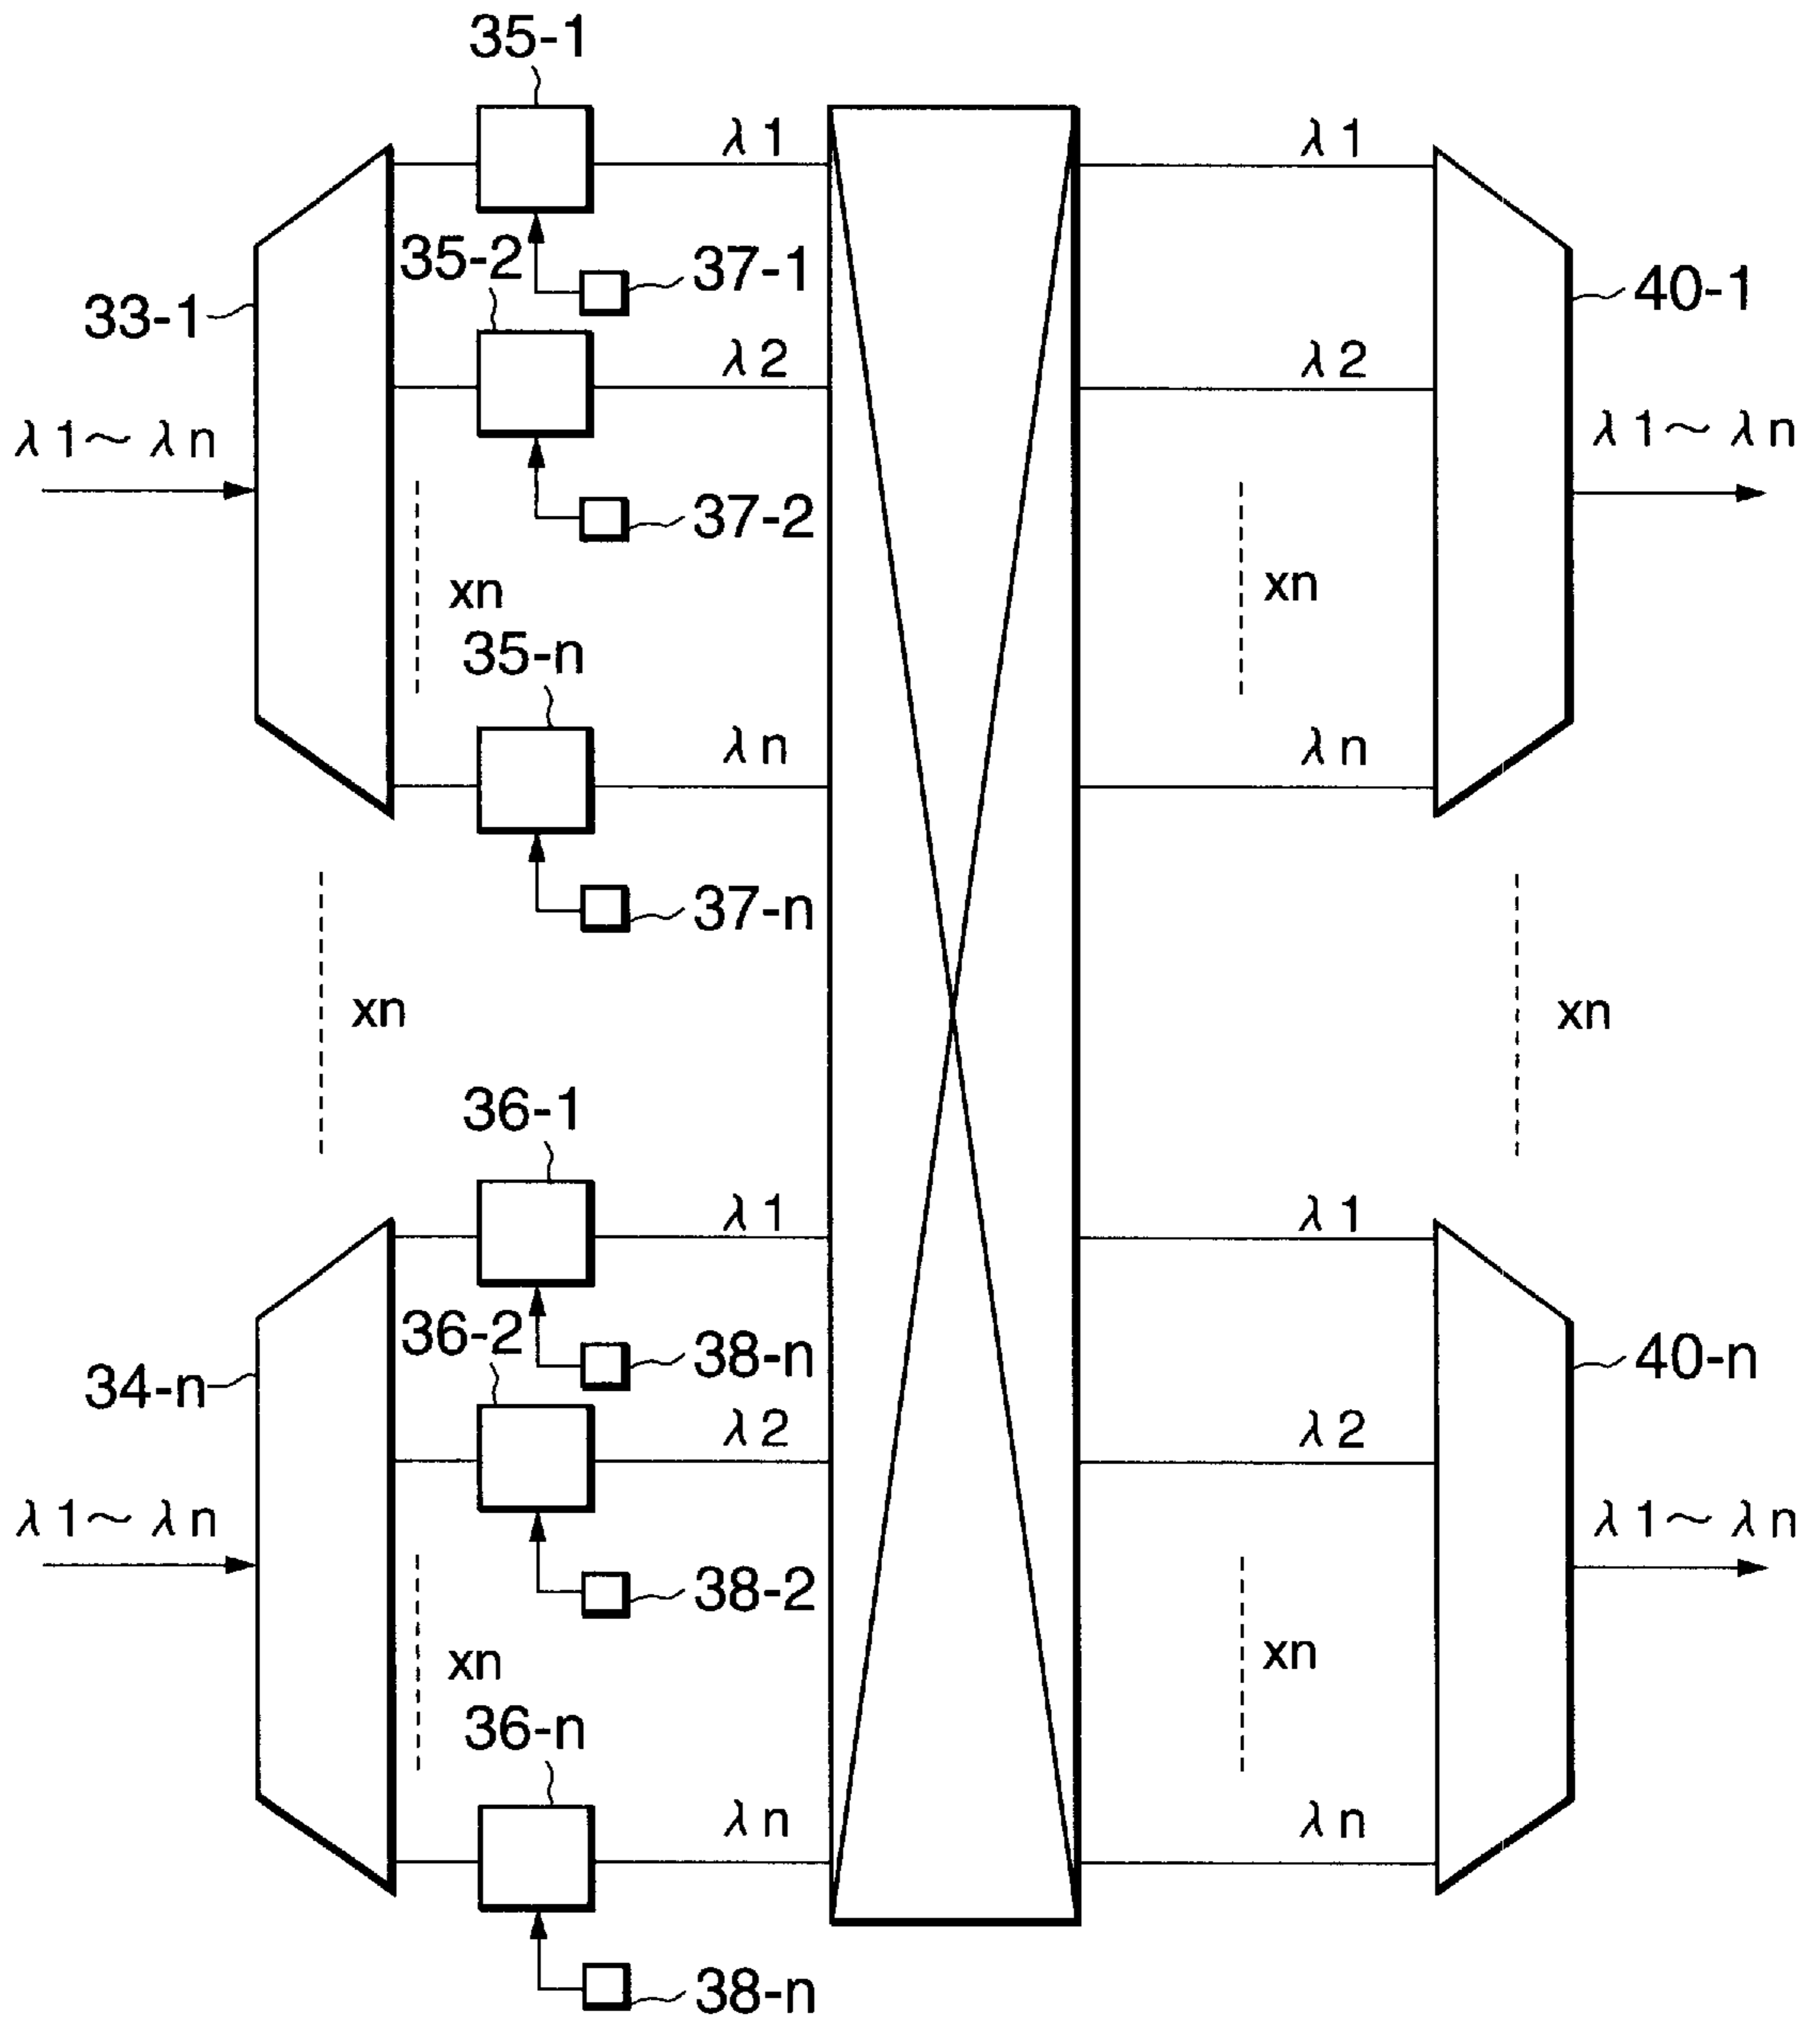 35-1
λ1
λ1
35-2
37-1
33-1
40-1
λ2
λ2
λ1~λn
λ1~λn
37-2
xn
xn
35-n
λn
λn
37-n
xn
xn
36-1
λ1
λ1
36-2
38-n
34-n
40-n
λ2
λ2
λ1~λn
λ1~λn
38-2
xn
xn
36-n
λn
λn
38-n